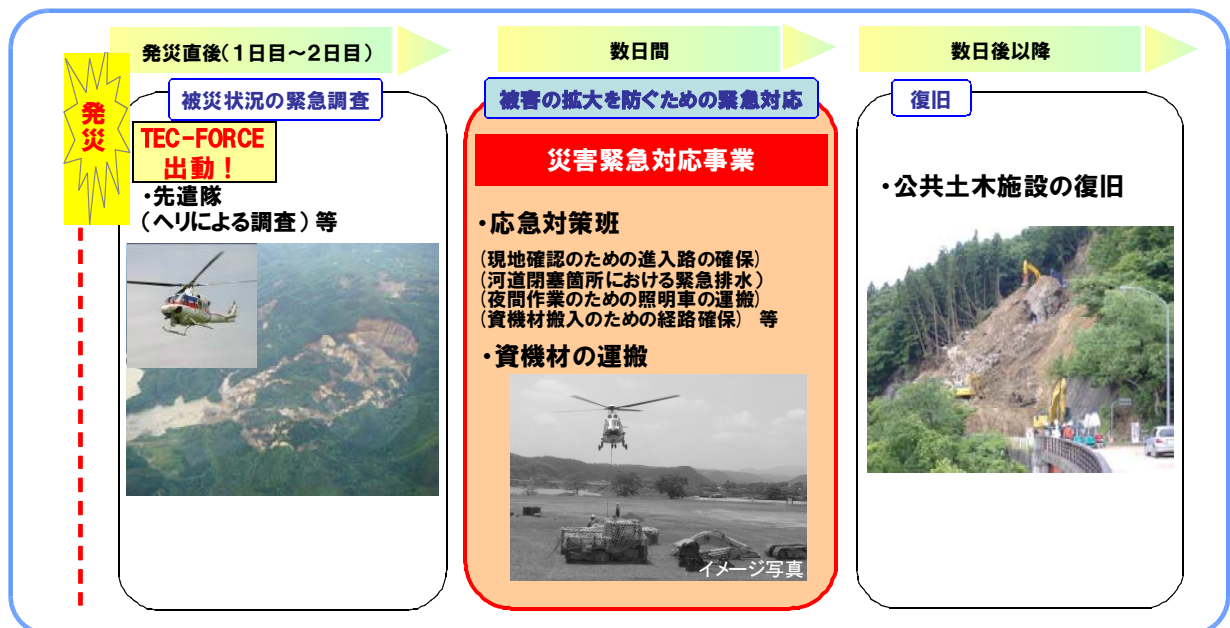 発災
発災直後（１日目～２日目）
被災状況の緊急調査
TEC-FORCE
出動！
・先遣隊
（ヘリによる調査）等
数日間
被害の拡大を防ぐための緊急対応
災害緊急対応事業
・応急対策班
（現地確認のための進入路の確保）
（河道閉塞箇所における緊急排水）
（夜間作業のための照明車の運搬）
（資機材搬入のための経路確保） 等
・資機材の運搬
イメージ写真
数日後以降
復旧
・公共土木施設の復旧